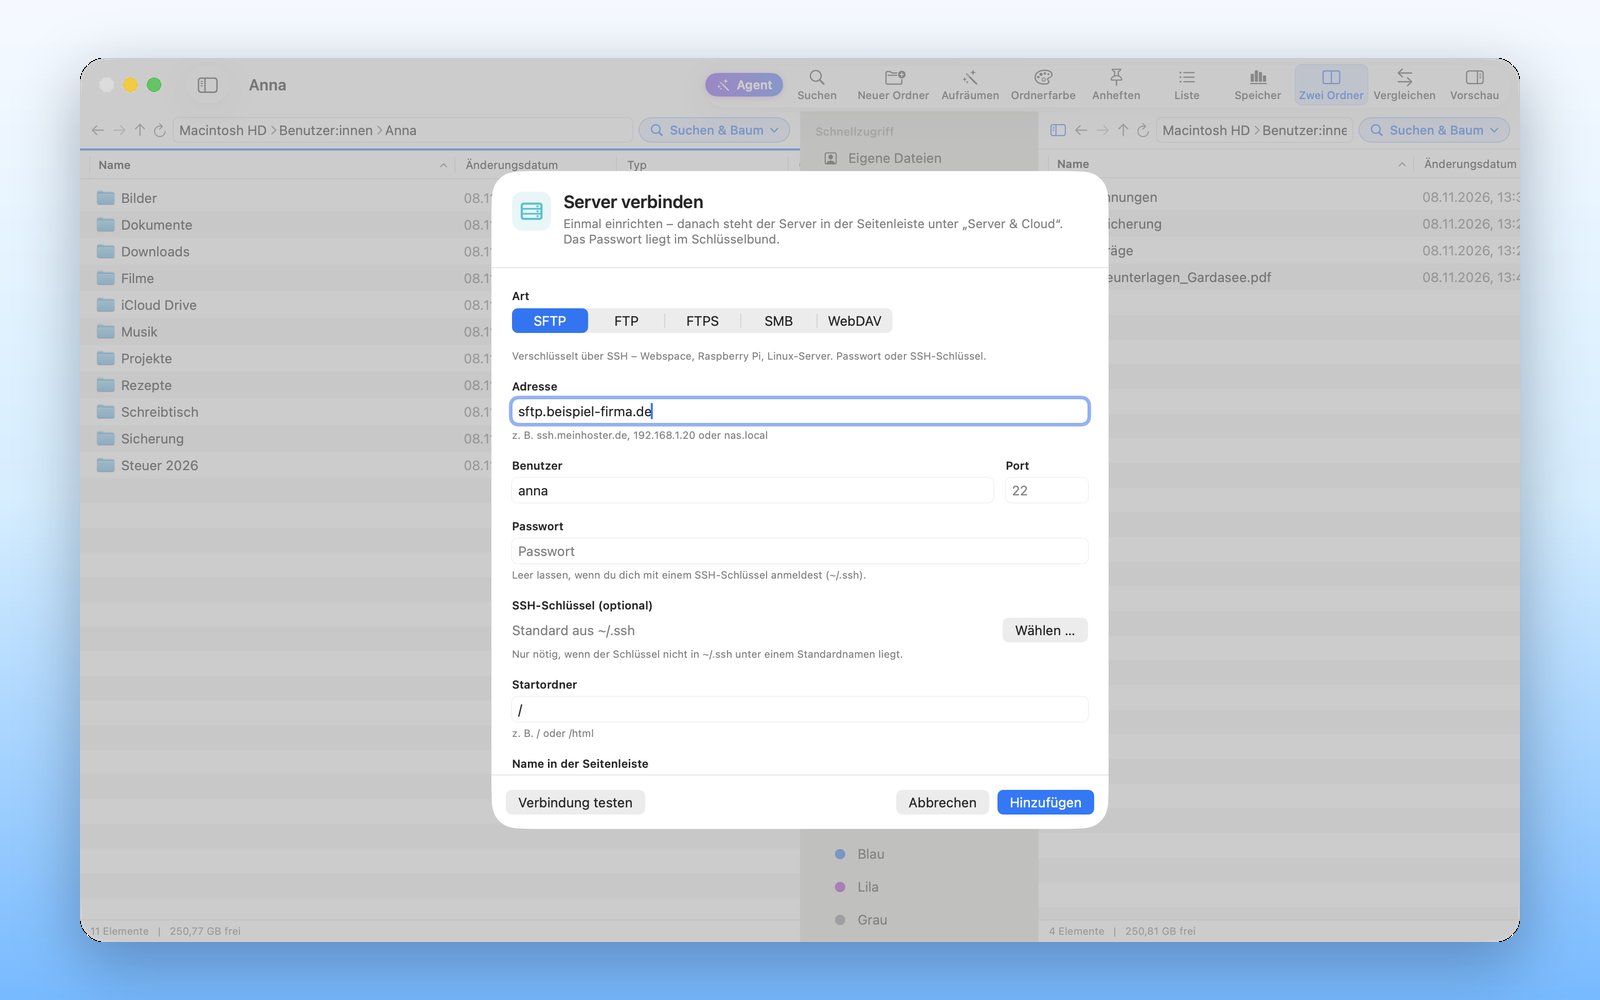 Anna
Agent
Suchen
Neuer Ordner
Aufräumen
Ordnerfarbe
Anheften
Liste
Speicher
Zwei Ordner
Vergleichen
Vorschau
Macintosh HD > Benutzer:innen > Anna
Suchen & Baum
Schnellzugriff
Eigene Dateien
Macintosh HD > Benutzer:inne
Suchen & Baum
Name
Änderungsdatum
Typ
Name
Änderungsdatum
Bilder
Dokumente
Downloads
Filme
iCloud Drive
Musik
Projekte
Rezepte
Schreibtisch
Sicherung
Steuer 2026
Server verbinden
Einmal einrichten – danach steht der Server in der Seitenleiste unter „Server & Cloud“.
Das Passwort liegt im Schlüsselbund.
Art
SFTP
FTP
FTPS
SMB
WebDAV
Verschlüsselt über SSH – Webspace, Raspberry Pi, Linux-Server. Passwort oder SSH-Schlüssel.
Adresse
sftp.beispiel-firma.de
z. B. ssh.meinhoster.de, 192.168.1.20 oder nas.local
Benutzer
Port
anna
22
Passwort
Passwort
Leer lassen, wenn du dich mit einem SSH-Schlüssel anmeldest (~/.ssh).
SSH-Schlüssel (optional)
Standard aus ~/.ssh
Wählen ...
Nur nötig, wenn der Schlüssel nicht in ~/.ssh unter einem Standardnamen liegt.
Startordner
/
z. B. / oder /html
Name in der Seitenleiste
Verbindung testen
Abbrechen
Hinzufügen
nungen
08.11.2026, 13:
icherung
08.11.2026, 13:
räge
08.11.2026, 13:
eunterlagen_Gardasee.pdf
08.11.2026, 13:
Blau
Lila
Grau
11 Elemente | 250,77 GB frei
4 Elemente | 250,81 GB frei